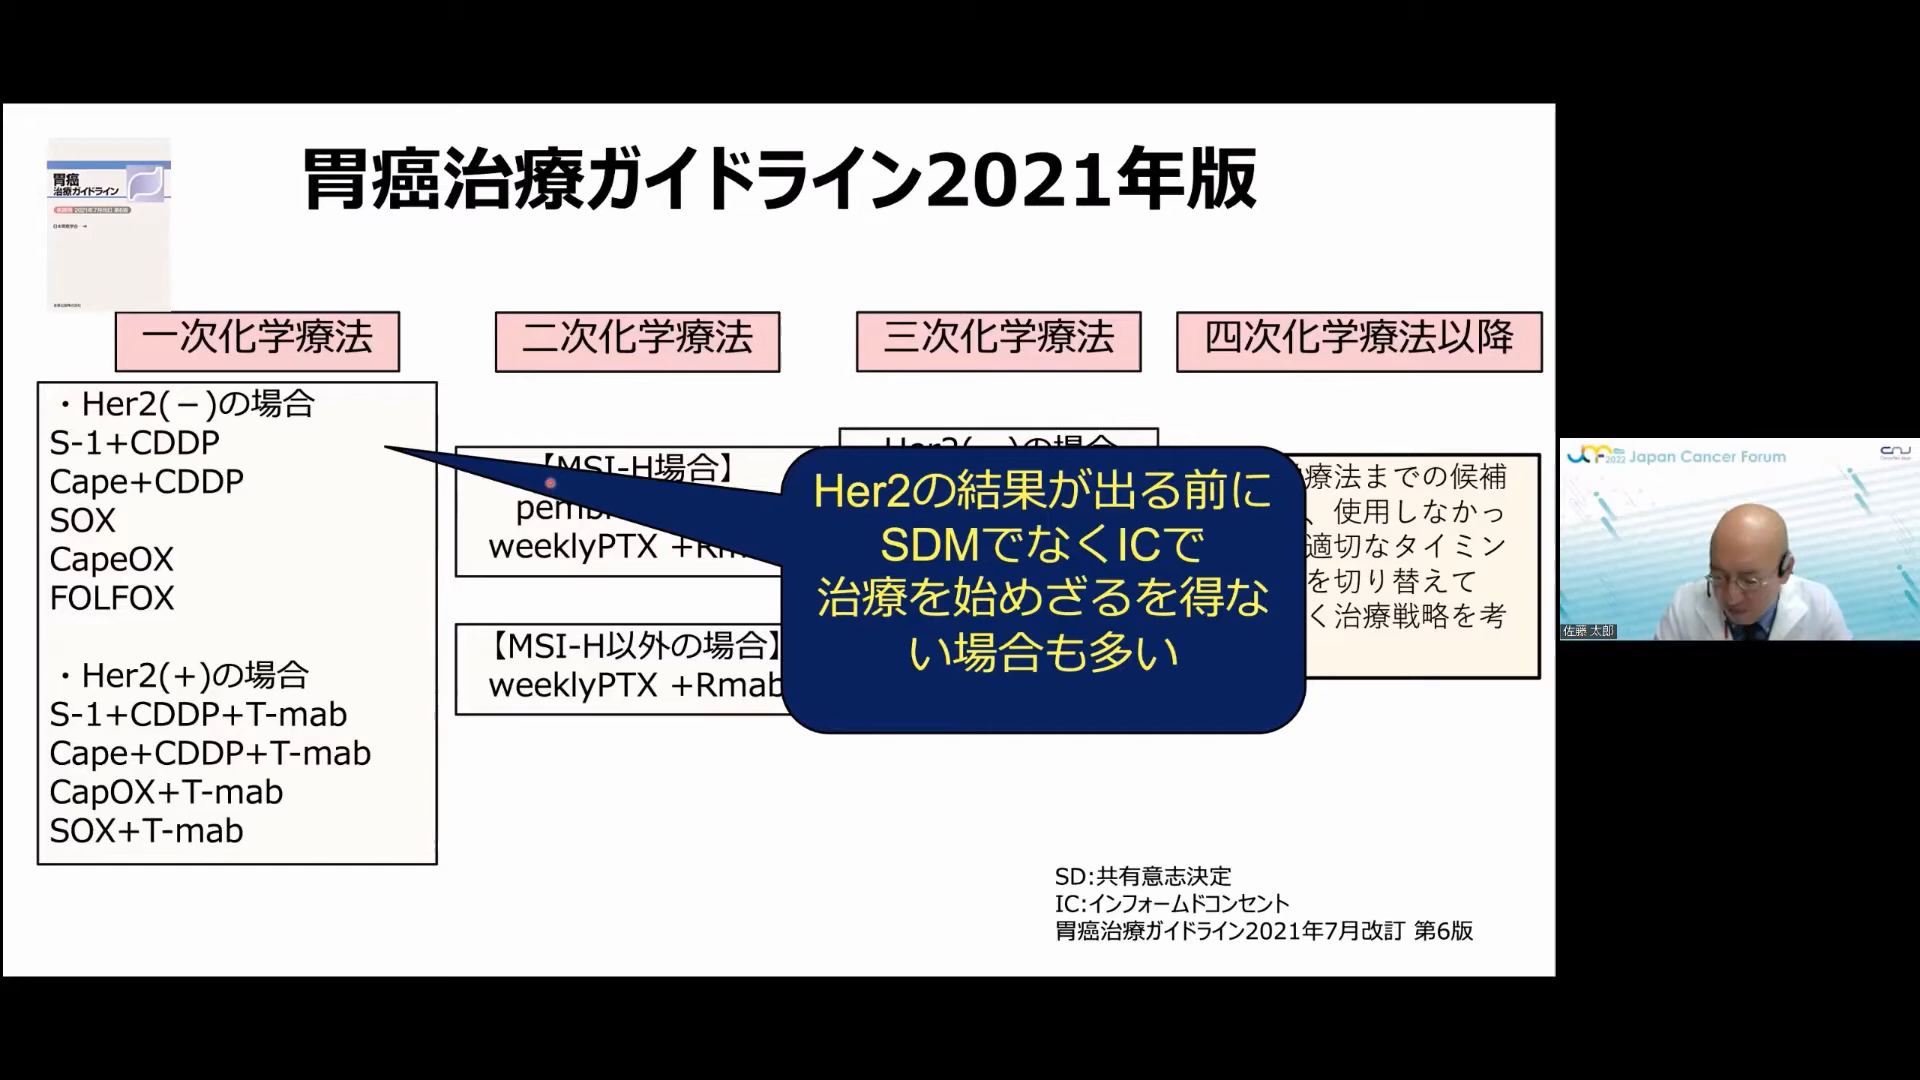 胃癌治療ガイドライン2021年版
胃癌
治療ガイドライン
一次化学療法
二次化学療法
三次化学療法
四次化学療法以降
・Her2(－)の場合
S-1+CDDP
Cape+CDDP
SOX
CapeOX
FOLFOX
・Her2(+)の場合
S-1+CDDP+T-mab
Cape+CDDP+T-mab
CapOX+T-mab
SOX+T-mab
【MSI-H場合】
weeklyPTX
【MSI-H以外の場合】
weeklyPTX +Rmab
Her2の結果が出る前に
SDMでなくICで
治療を始めざるを得な
い場合も多い
療法までの候補
、使用しなかっ
適切なタイミン
を切り替えて
く治療戦略を考
SD:共有意志決定
IC:インフォームドコンセント
胃癌治療ガイドライン2021年7月改訂 第6版
2022 Japan Cancer Forum
佐藤 太郎